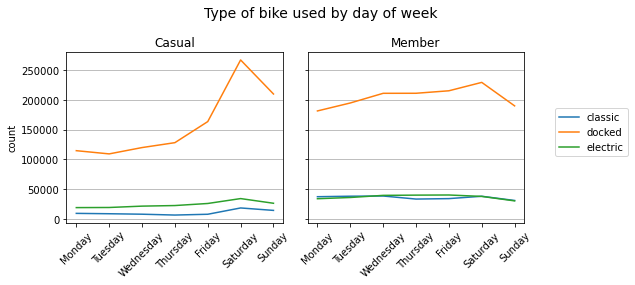 Type of bike used by day of week
Casual
Member
count
250000
200000
150000
100000
50000
0
Monday
Tuesday
Wednesday
Thursday
Friday
Saturday
Sunday
Monday
Tuesday
Wednesday
Thursday
Friday
Saturday
Sunday
classic
docked
electric